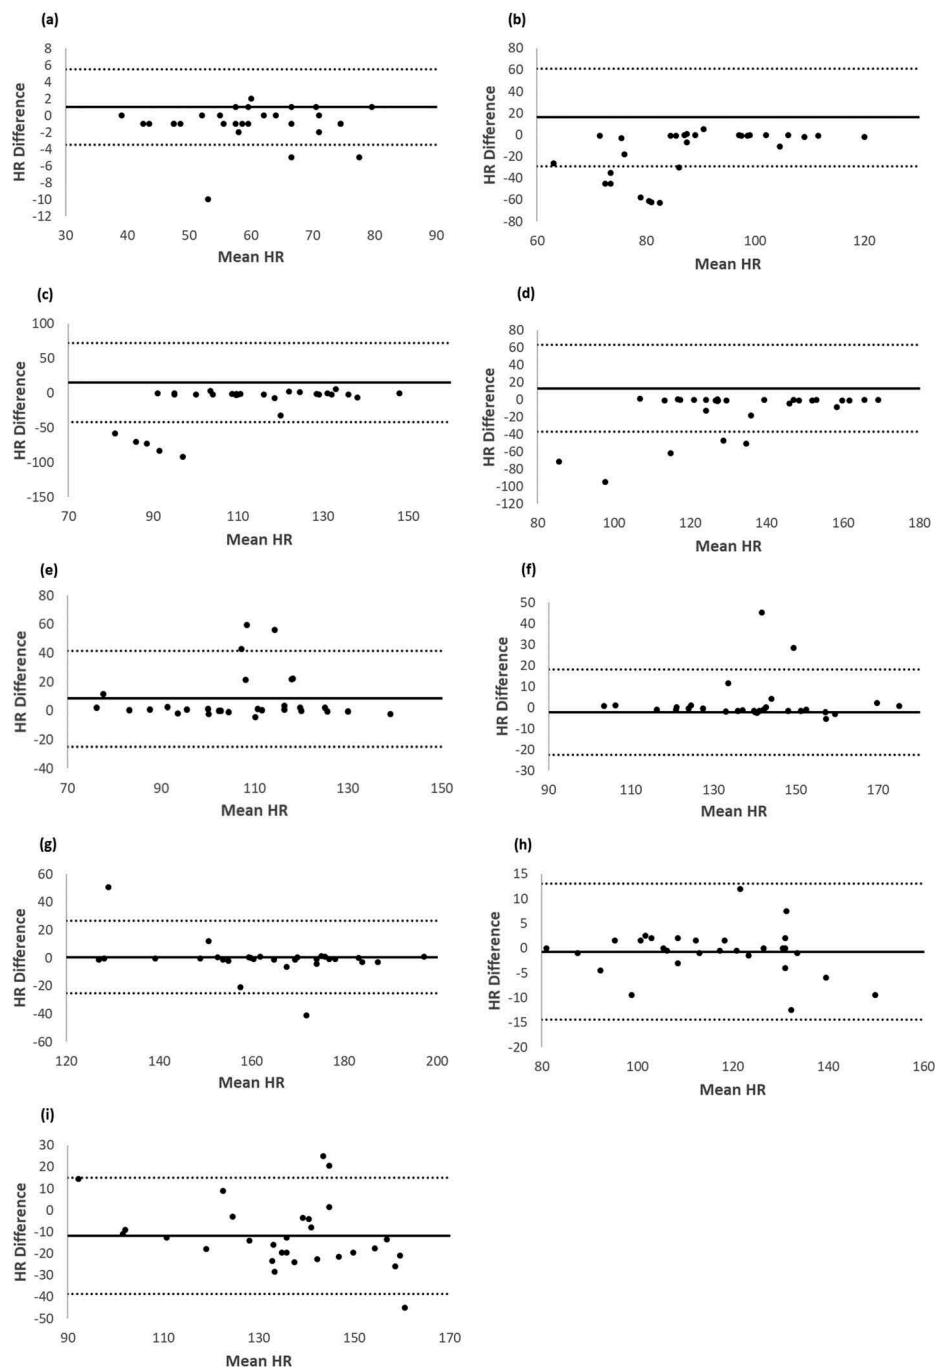 (a)
8
6
4
2
0
-2
-4
-6
-8
-10
-12
HR Difference
30 40 50 60 70 80 90
Mean HR
(b)
80
60
40
20
0
-20
-40
-60
-80
HR Difference
60 80 100 120
Mean HR
(c)
100
50
0
-50
-100
-150
HR Difference
70 90 110 130 150
Mean HR
(d)
80
60
40
20
0
-20
-40
-60
-80
-100
-120
HR Difference
80 100 120 140 160 180
Mean HR
(e)
80
60
40
20
0
-20
-40
HR Difference
70 90 110 130 150
Mean HR
(f)
50
40
30
20
10
0
-10
-20
-30
HR Difference
90 110 130 150 170
Mean HR
(g)
60
40
20
0
-20
-40
-60
HR Difference
120 140 160 180 200
Mean HR
(h)
15
10
5
0
-5
-10
-15
-20
HR Difference
80 100 120 140 160
Mean HR
(i)
30
20
10
0
-10
-20
-30
-40
-50
HR Difference
90 110 130 150 170
Mean HR